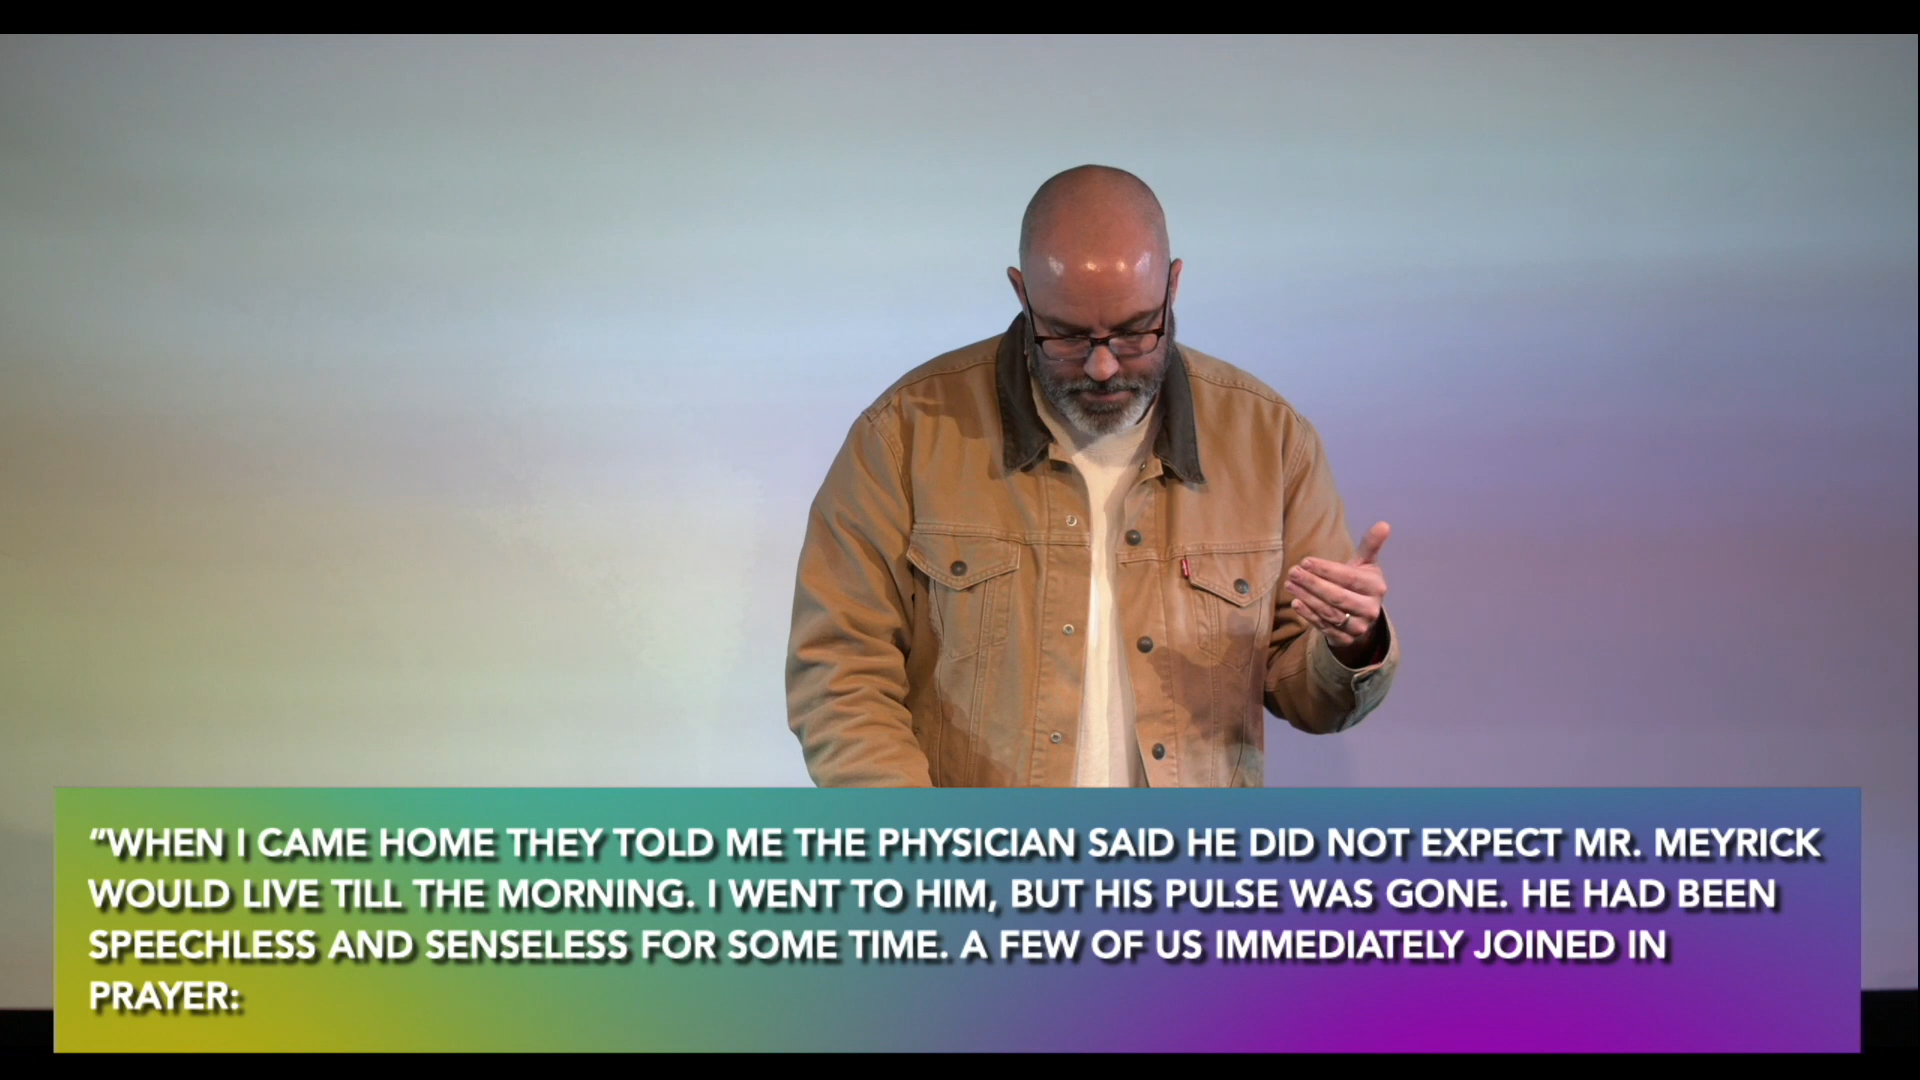 “WHEN I CAME HOME THEY TOLD ME THE PHYSICIAN SAID HE DID NOT EXPECT MR. MEYRICK
WOULD LIVE TILL THE MORNING. I WENT TO HIM, BUT HIS PULSE WAS GONE. HE HAD BEEN
SPEECHLESS AND SENSELESS FOR SOME TIME. A FEW OF US IMMEDIATELY JOINED IN
PRAYER: